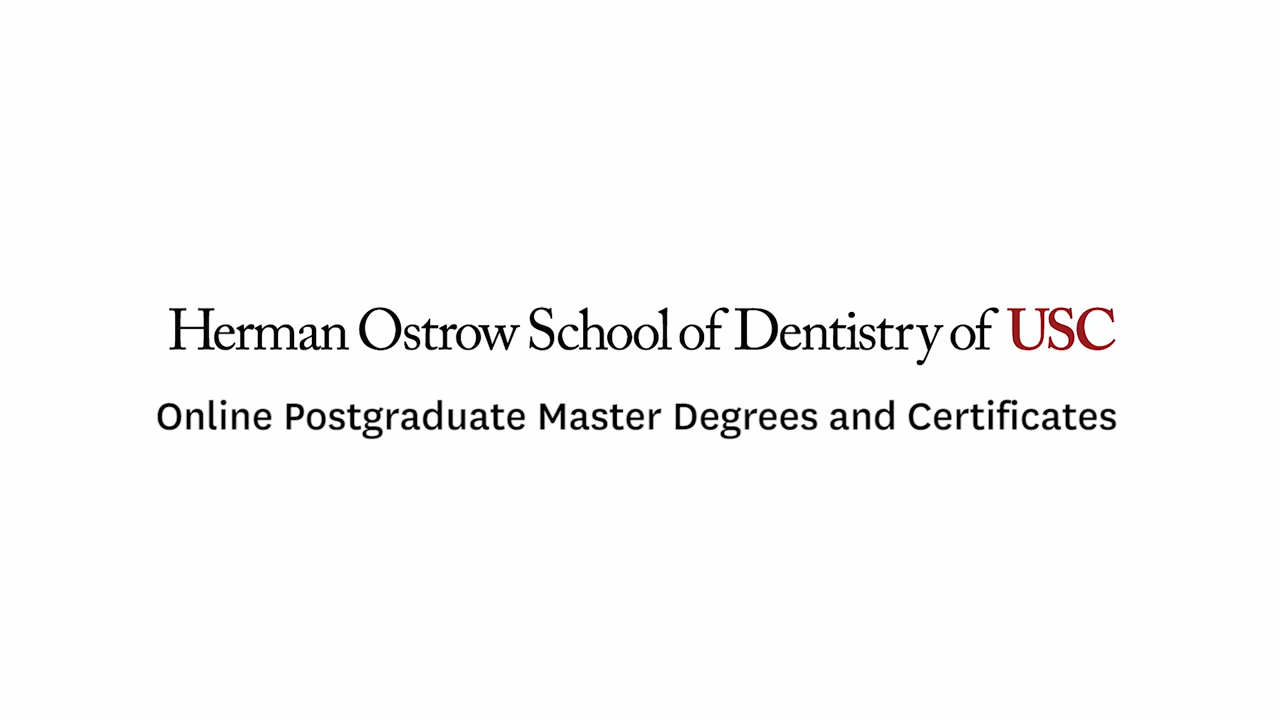 Herman Ostrow School of Dentistry of USC
Online Postgraduate Master Degrees and Certificates